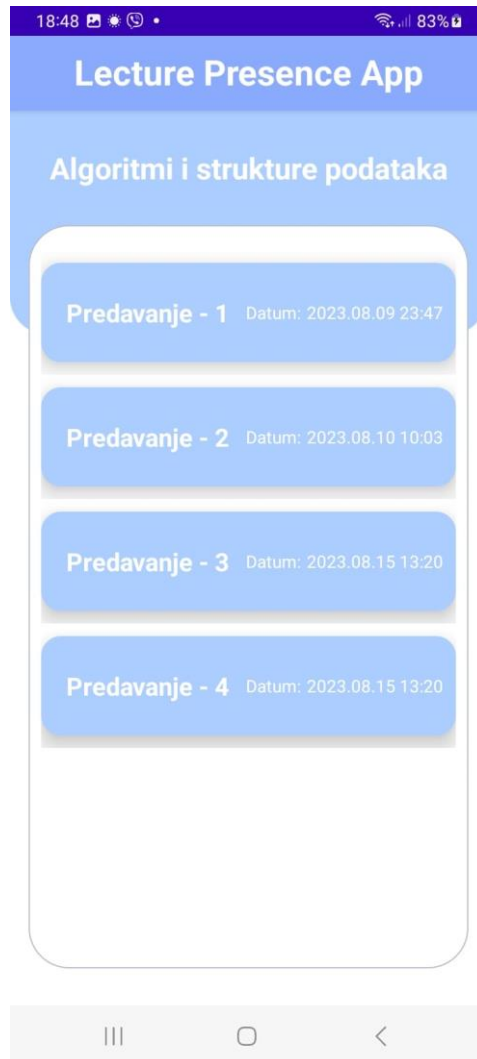 18:48 83%
Lecture Presence App
Algoritmi i strukture podataka
Predavanje - 1 Datum: 2023.08.09 23:47
Predavanje - 2 Datum: 2023.08.10 10:03
Predavanje - 3 Datum: 2023.08.15 13:20
Predavanje - 4 Datum: 2023.08.15 13:20